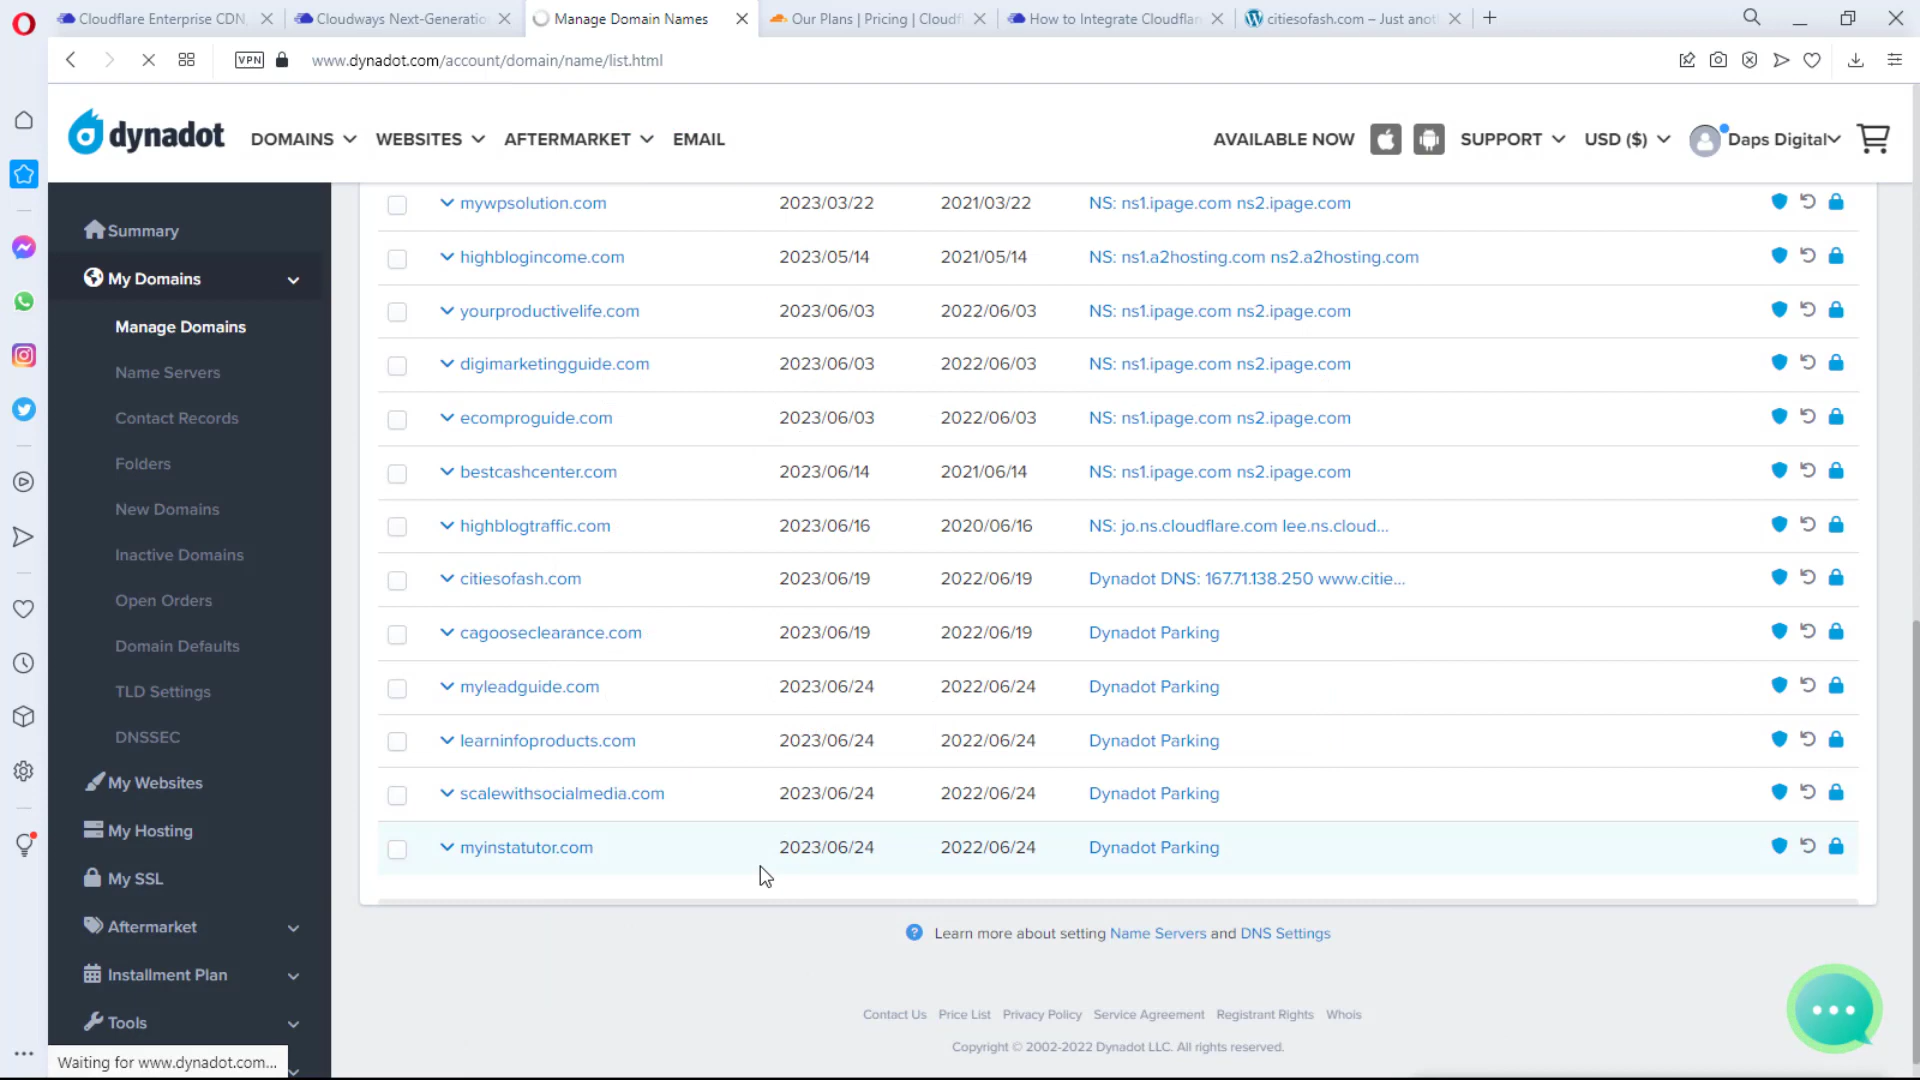 Cloudflare Enterprise CDN,
Cloudways Next-Generatio
Manage Domain Names
Our Plans | Pricing | Cloudf
How to Integrate Cloudflar
citiesofash.com – Just anot
VPN
www.dynadot.com/account/domain/name/list.html
dynadot
DOMAINS
WEBSITES
AFTERMARKET
EMAIL
AVAILABLE NOW
SUPPORT
USD ($)
Daps Digital
Summary
My Domains
Manage Domains
Name Servers
Contact Records
Folders
New Domains
Inactive Domains
Open Orders
Domain Defaults
TLD Settings
DNSSEC
My Websites
My Hosting
My SSL
Aftermarket
Installment Plan
Tools
mywpsolution.com 2023/03/22 2021/03/22 NS: ns1.ipage.com ns2.ipage.com
highblogincome.com 2023/05/14 2021/05/14 NS: ns1.a2hosting.com ns2.a2hosting.com
yourproductivelife.com 2023/06/03 2022/06/03 NS: ns1.ipage.com ns2.ipage.com
digimarketingguide.com 2023/06/03 2022/06/03 NS: ns1.ipage.com ns2.ipage.com
ecomproguide.com 2023/06/03 2022/06/03 NS: ns1.ipage.com ns2.ipage.com
bestcashcenter.com 2023/06/14 2021/06/14 NS: ns1.ipage.com ns2.ipage.com
highblogtraffic.com 2023/06/16 2020/06/16 NS: jo.ns.cloudflare.com lee.ns.cloud...
citiesofash.com 2023/06/19 2022/06/19 Dynadot DNS: 167.71.138.250 www.citie...
cagooseclearance.com 2023/06/19 2022/06/19 Dynadot Parking
myleadguide.com 2023/06/24 2022/06/24 Dynadot Parking
learninfoproducts.com 2023/06/24 2022/06/24 Dynadot Parking
scalewithsocialmedia.com 2023/06/24 2022/06/24 Dynadot Parking
myinstatutor.com 2023/06/24 2022/06/24 Dynadot Parking
Learn more about setting Name Servers and DNS Settings
Contact Us Price List Privacy Policy Service Agreement Registrant Rights Whois
Copyright © 2002-2022 Dynadot LLC. All rights reserved.
Waiting for www.dynadot.com...